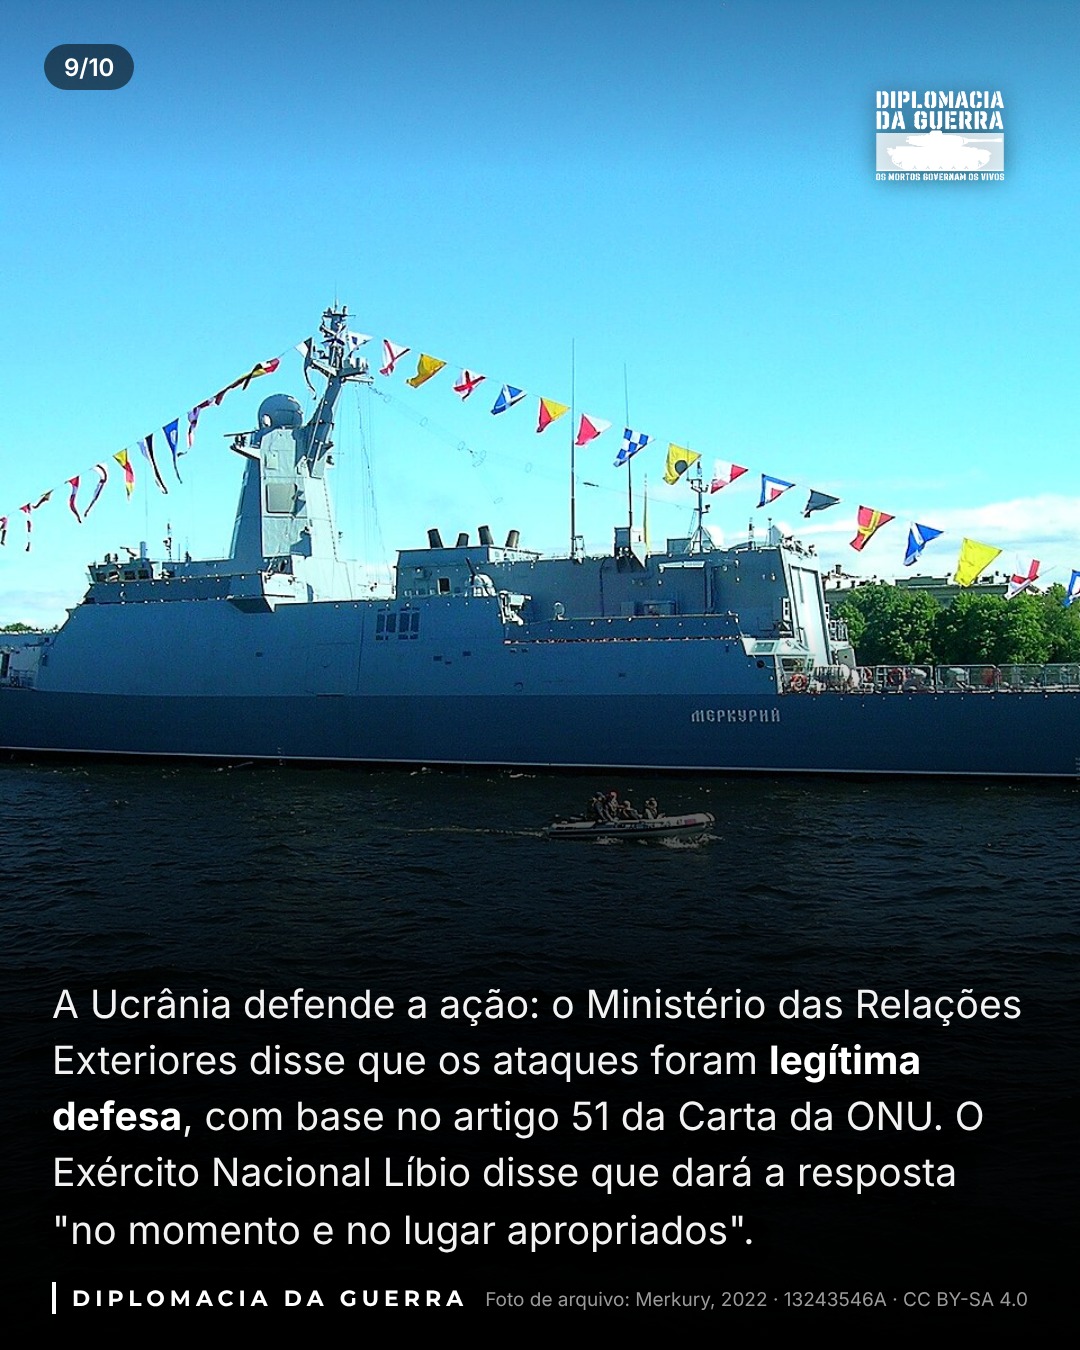 9/10
DIPLOMACIA
DA GUERRA
OS MORTOS GOVERNAM OS VIVOS
МЕРКУРИЙ
A Ucrânia defende a ação: o Ministério das Relações
Exteriores disse que os ataques foram legítima
defesa, com base no artigo 51 da Carta da ONU. O
Exército Nacional Líbio disse que dará a resposta
"no momento e no lugar apropriados".
DIPLOMACIA DA GUERRA Foto de arquivo: Merkury, 2022 · 13243546A · CC BY-SA 4.0